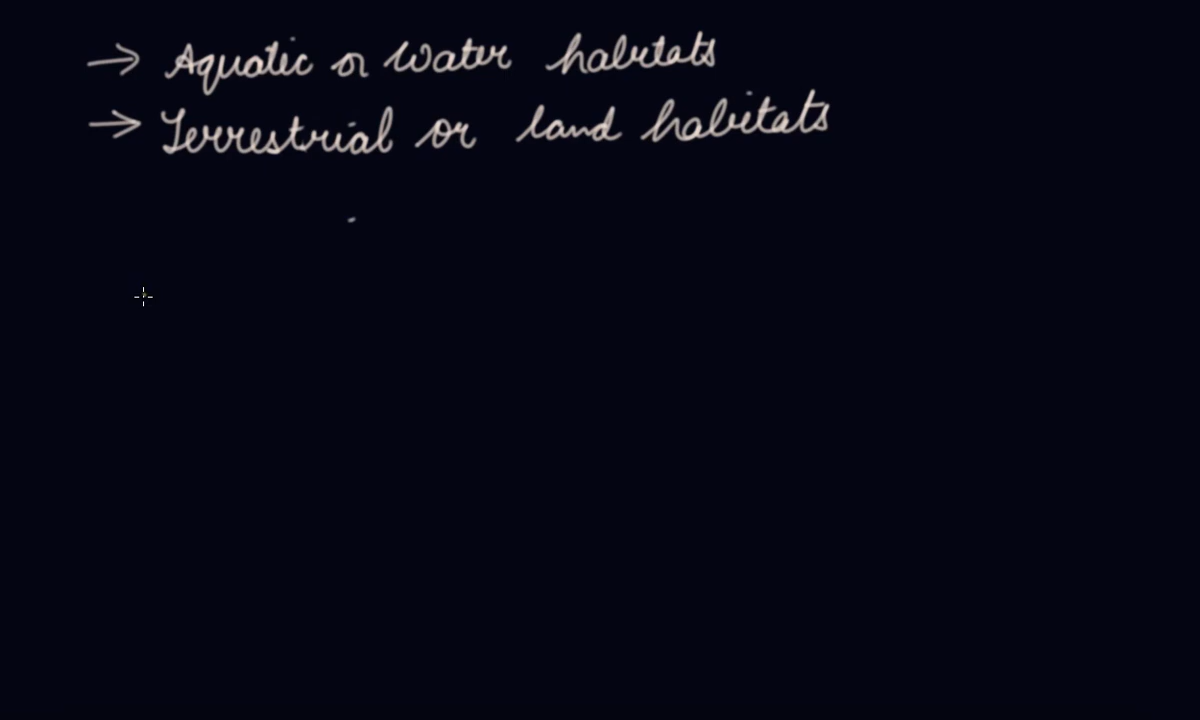 → Aquatic or Water habitats
→ Terrestrial or land habitats